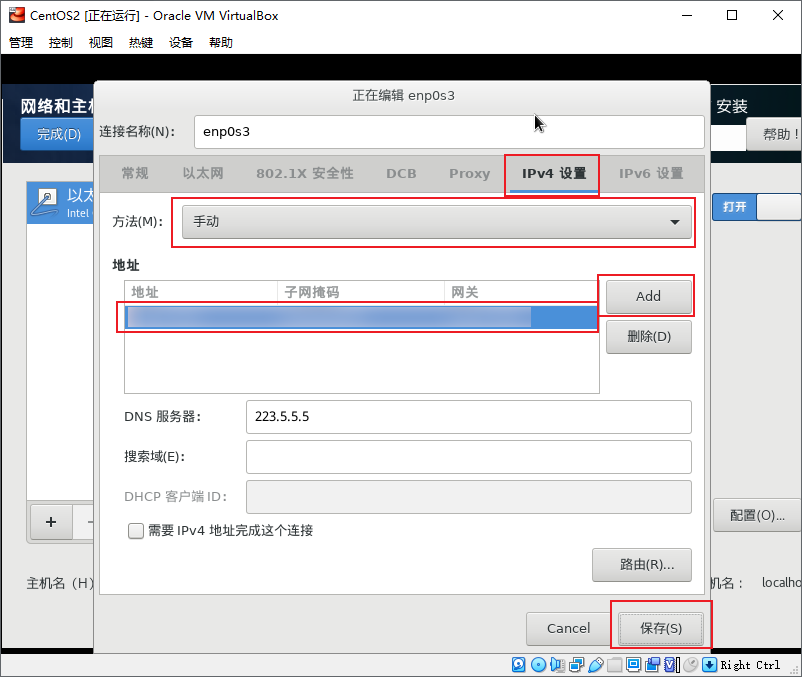 CentOS2 [正在运行] - Oracle VM VirtualBox
管理 控制 视图 热键 设备 帮助
正在编辑 enp0s3
网络和主机 安装
完成(D) 帮助！
连接名称(N)： enp0s3
常规 以太网 802.1X 安全性 DCB Proxy IPv4 设置 IPv6 设置
以太
Intel
打开
方法(M)： 手动
地址
地址 子网掩码 网关
Add
删除(D)
DNS 服务器： 223.5.5.5
搜索域(E)：
DHCP 客户端 ID：
+ −
配置(O)...
需要 IPv4 地址完成这个连接
路由(R)...
主机名（H） 机名： localho
Cancel 保存(S)
Right Ctrl